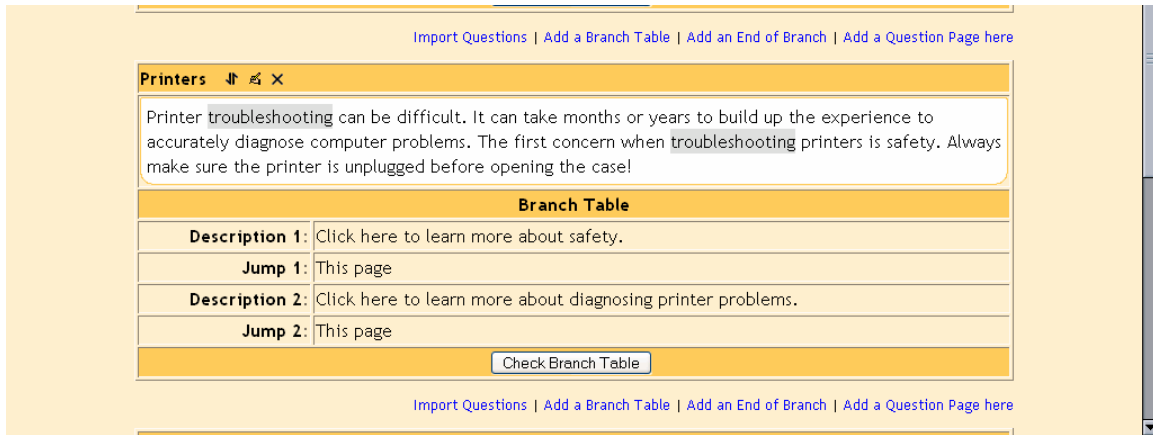 Import Questions | Add a Branch Table | Add an End of Branch | Add a Question Page here
Printers
Printer troubleshooting can be difficult. It can take months or years to build up the experience to
accurately diagnose computer problems. The first concern when troubleshooting printers is safety. Always
make sure the printer is unplugged before opening the case!
Branch Table
Description 1: Click here to learn more about safety.
Jump 1: This page
Description 2: Click here to learn more about diagnosing printer problems.
Jump 2: This page
Check Branch Table
Import Questions | Add a Branch Table | Add an End of Branch | Add a Question Page here